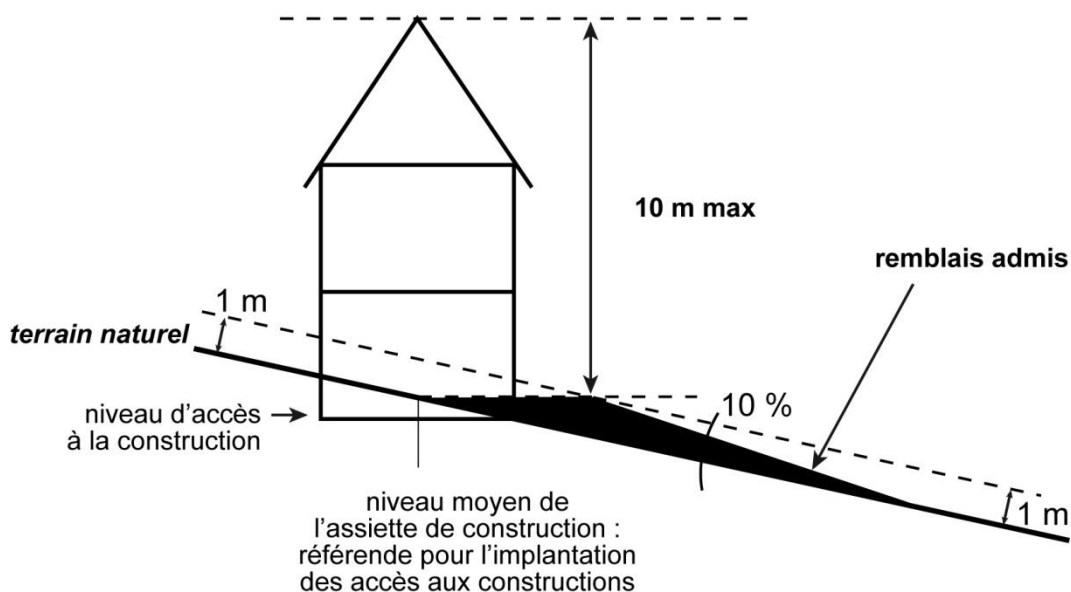 10 m max
remblais admis
1 m
terrain naturel
10 %
niveau d’accès
à la construction
1 m
niveau moyen de
l’assiette de construction :
référende pour l’implantation
des accès aux constructions